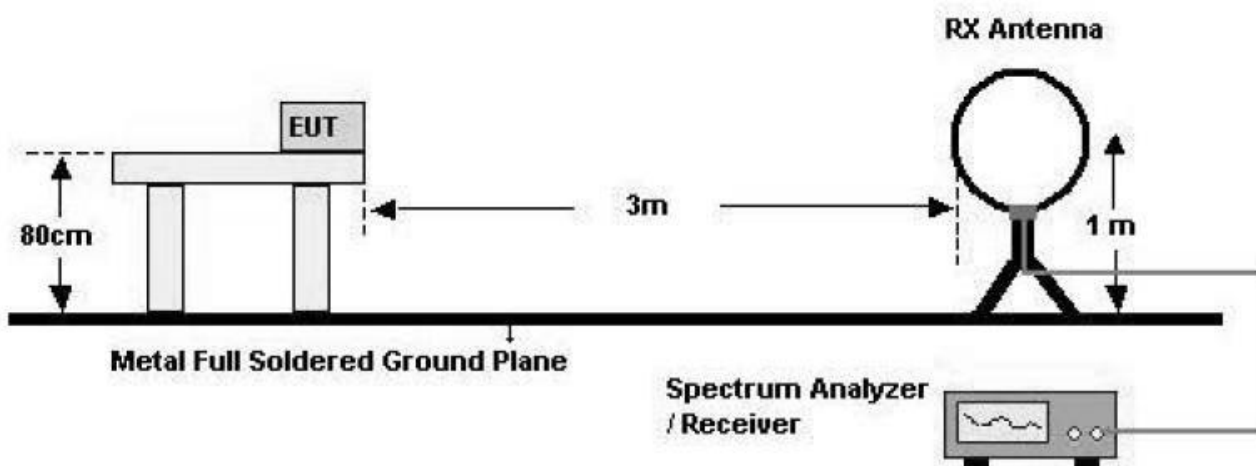 RX Antenna
EUT
3m
80cm
1 m
Metal Full Soldered Ground Plane
Spectrum Analyzer
/ Receiver